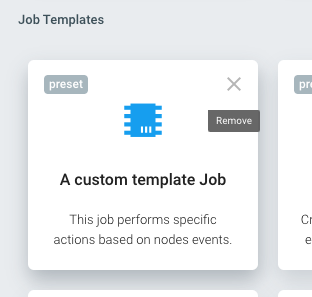 Job Templates
preset
Remove
A custom template Job
This job performs specific
actions based on nodes events.